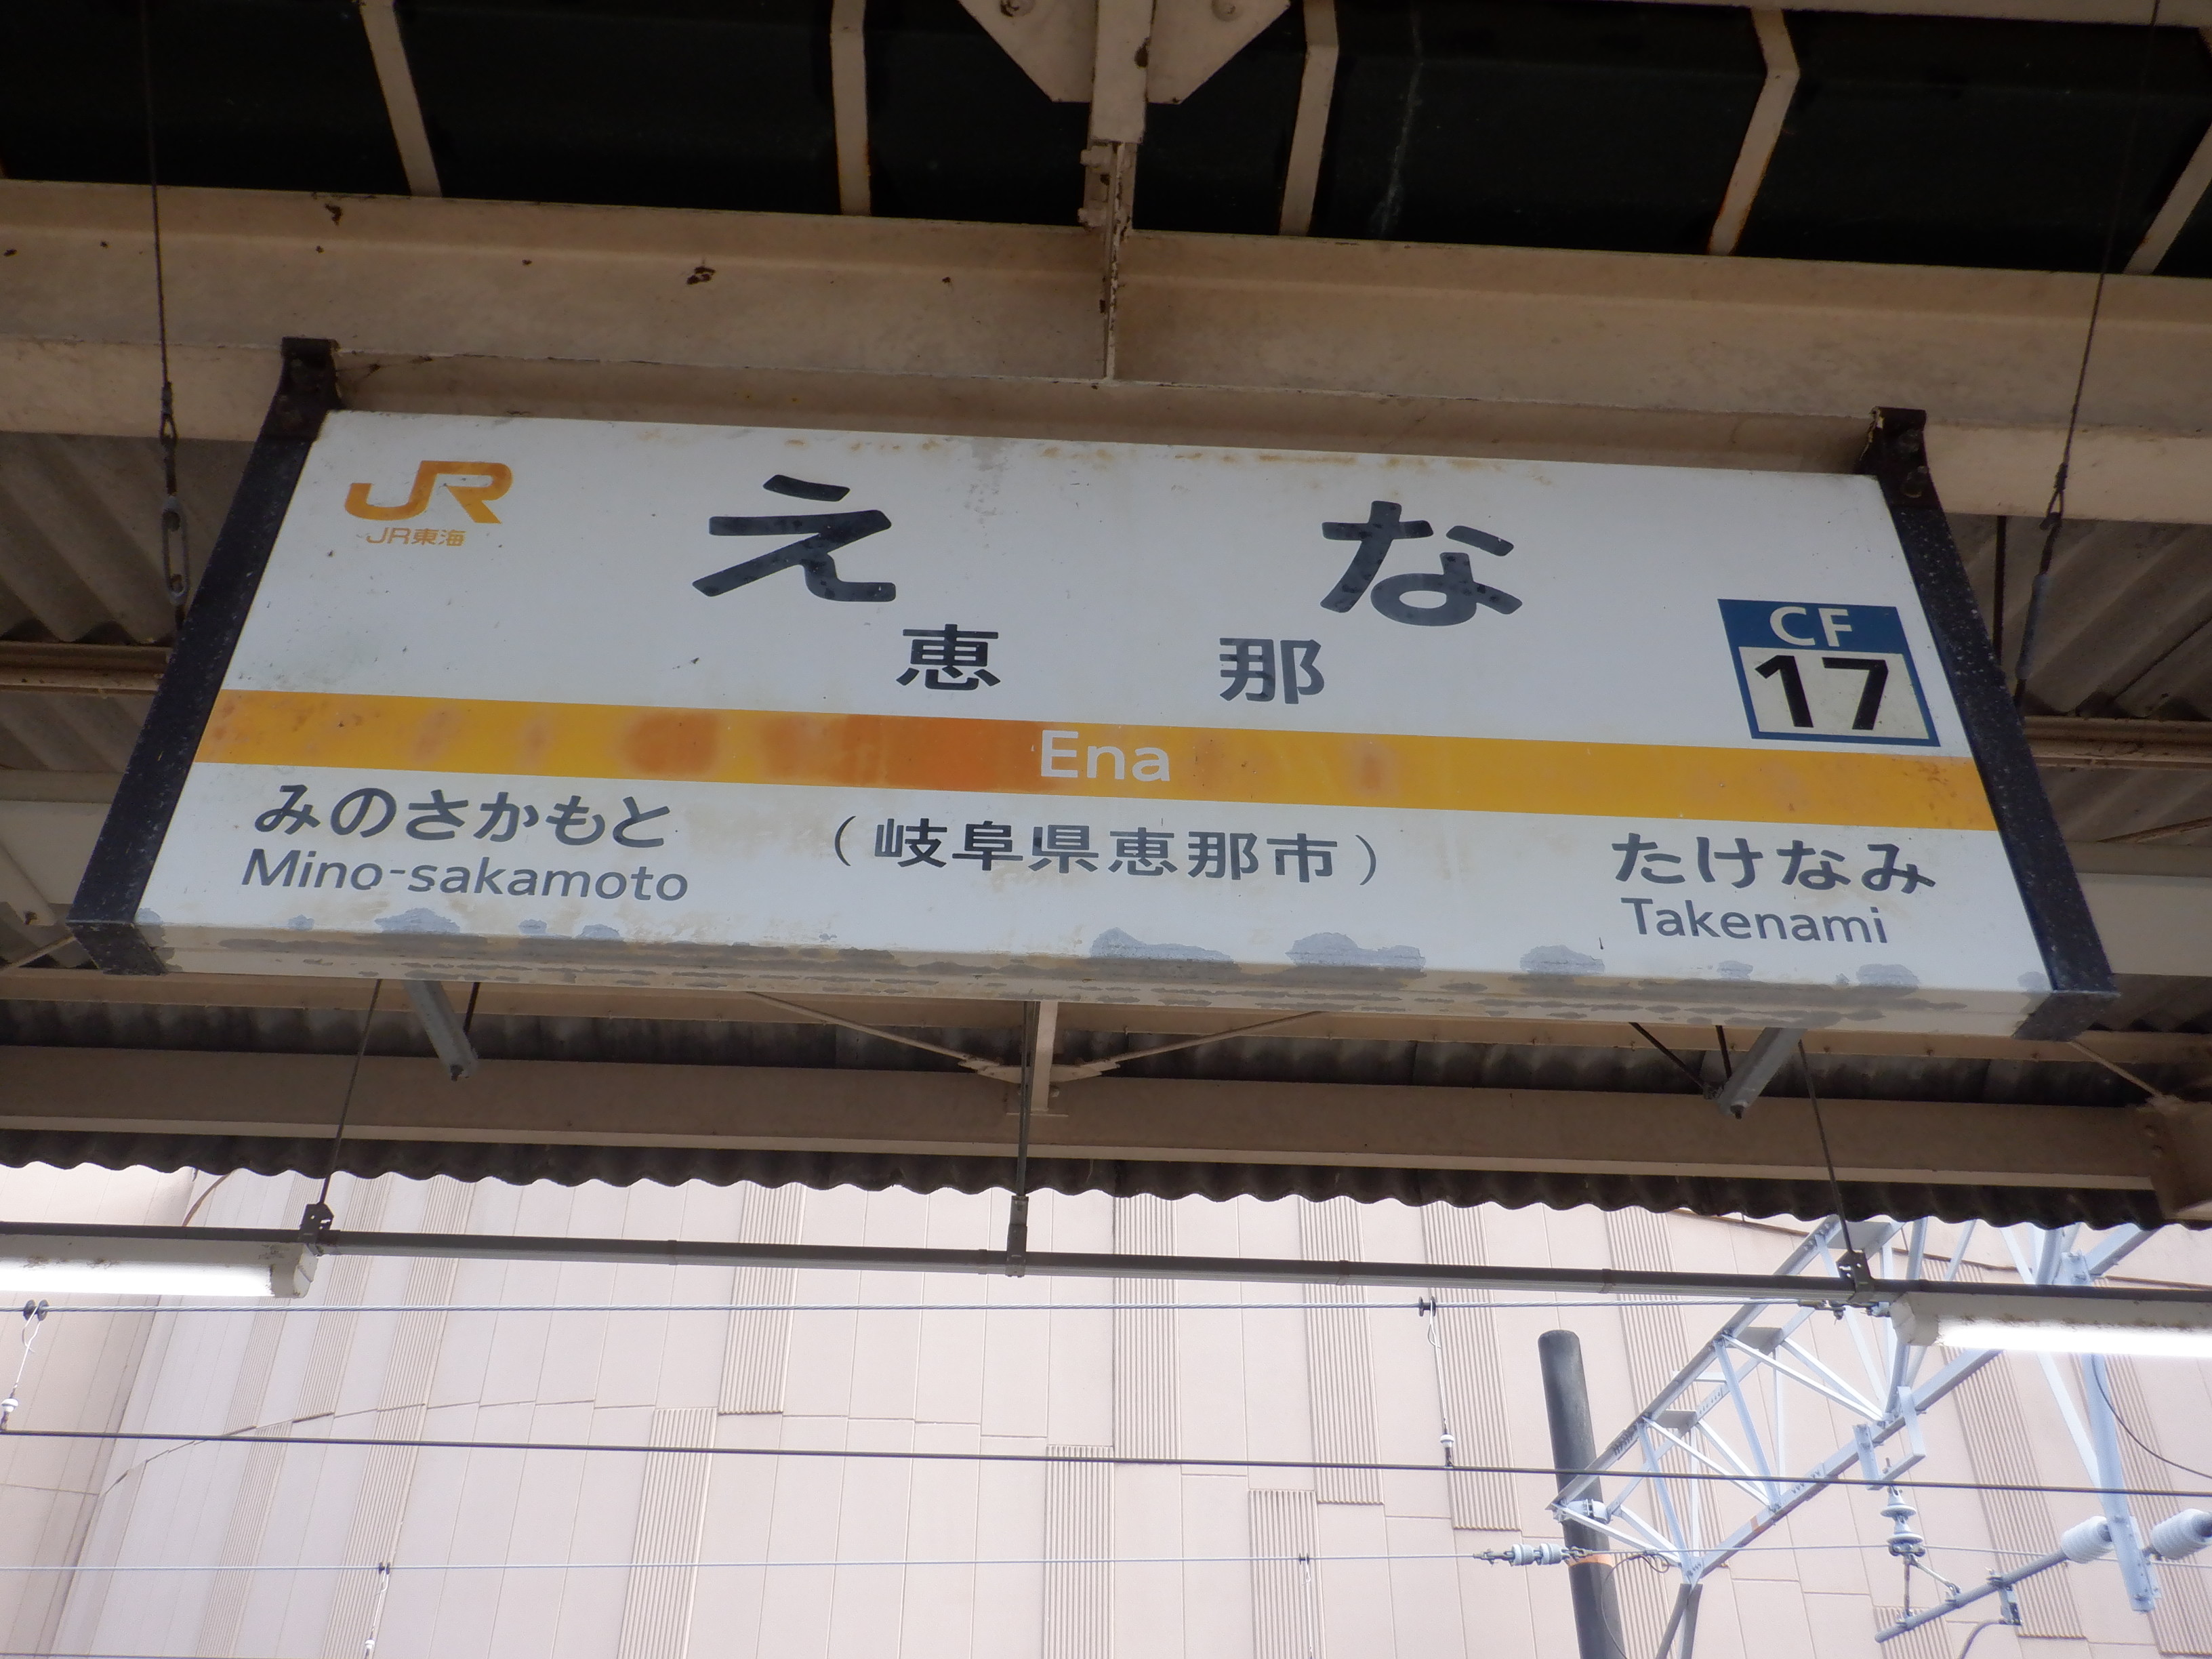 JR
JR東海
えな
恵那
CF
17
Ena
みのさかもと
Mino-sakamoto
（岐阜県恵那市）
たけなみ
Takenami